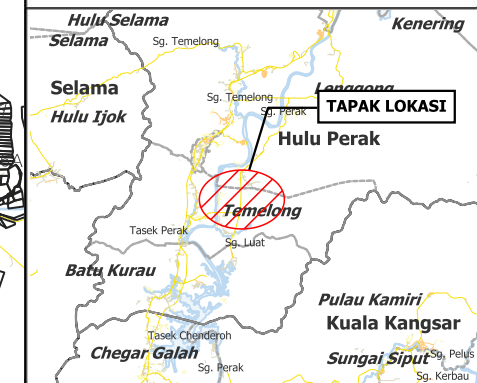 Hulu Selama
Kenering
Selama
Sg. Temelong
Selama
Lenggong
Sg. Temelong
TAPAK LOKASI
Sg. Perak
Hulu Ijok
Hulu Perak
Temelong
Tasek Perak
Sg. Luat
Batu Kurau
Pulau Kamiri
Kuala Kangsar
Tasek Chenderoh
Chegar Galah
Sungai Siput
Sg. Pelus
Sg. Perak
Sg. Kerbau